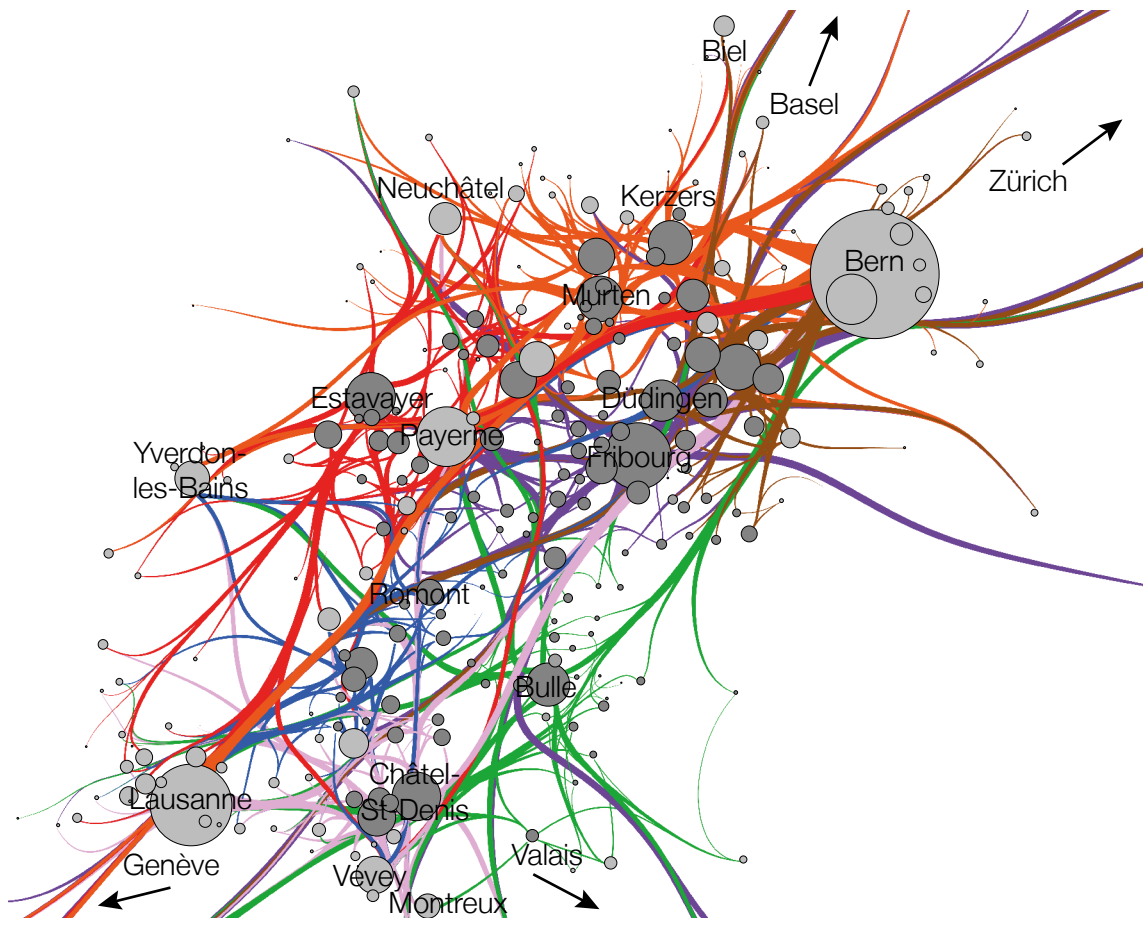 Biel
Basel
Zürich
Neuchâtel
Kerzers
Bern
Murten
Estavayer
Düdingen
Payerne
Yverdon-
les-Bains
Fribourg
Romont
Bulle
Châtel-
St-Denis
Lausanne
Genève
Valais
Vevey
Montreux